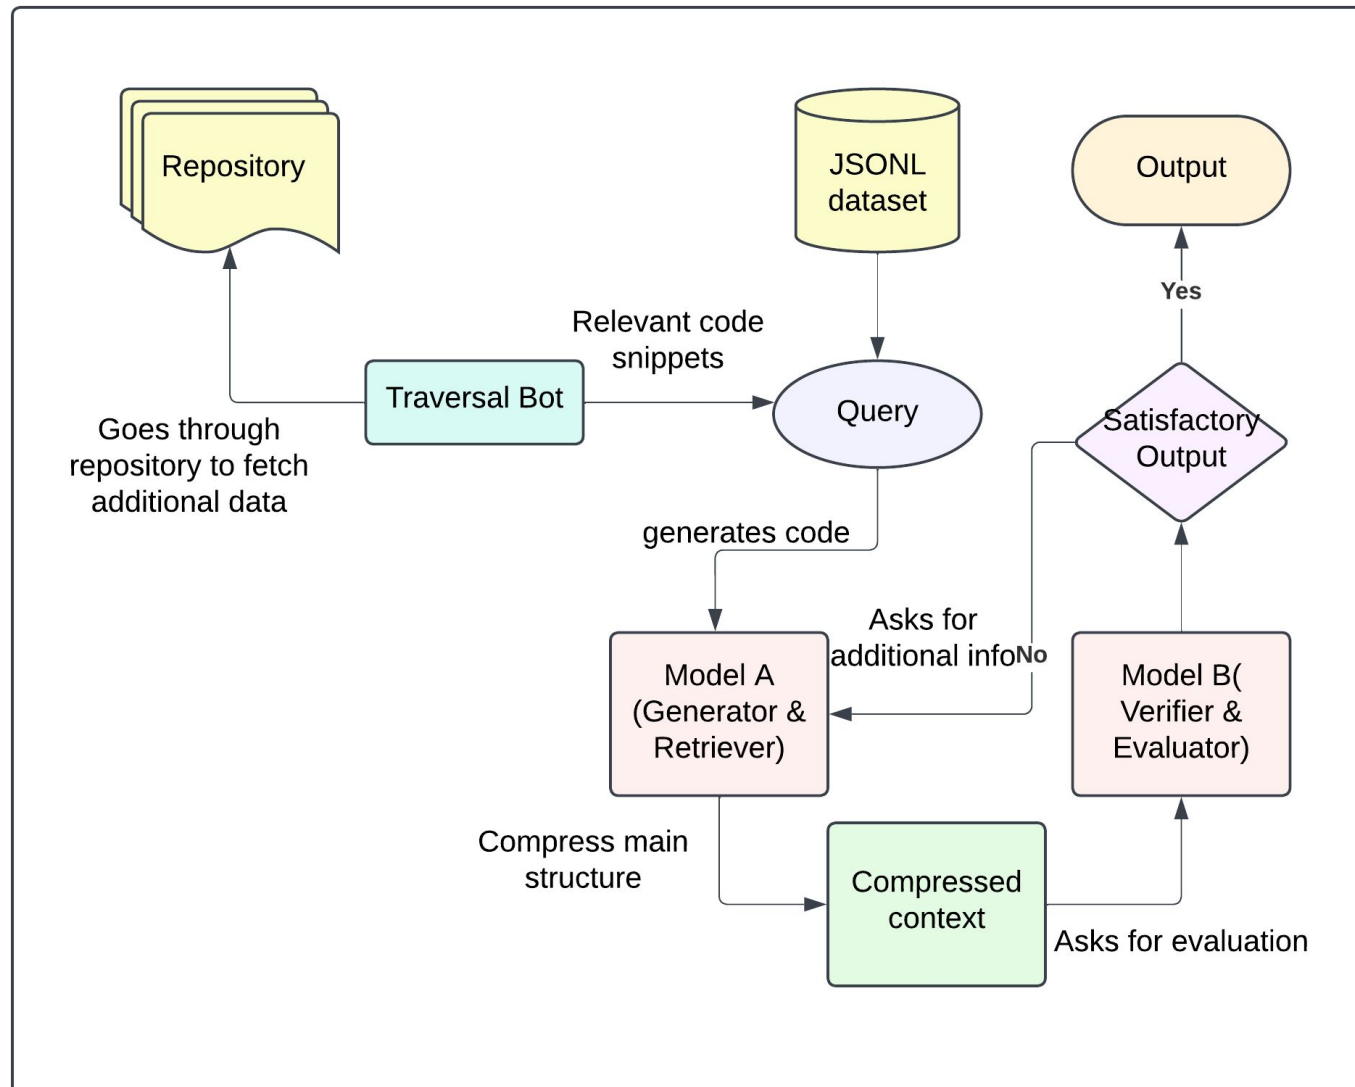 Repository
JSONL
dataset
Output
Yes
Relevant code
snippets
Traversal Bot
Query
Satisfactory
Output
Goes through
repository to fetch
additional data
generates code
Asks for
additional info
No
Model A
(Generator &
Retriever)
Model B(
Verifier &
Evaluator)
Compress main
structure
Compressed
context
Asks for evaluation